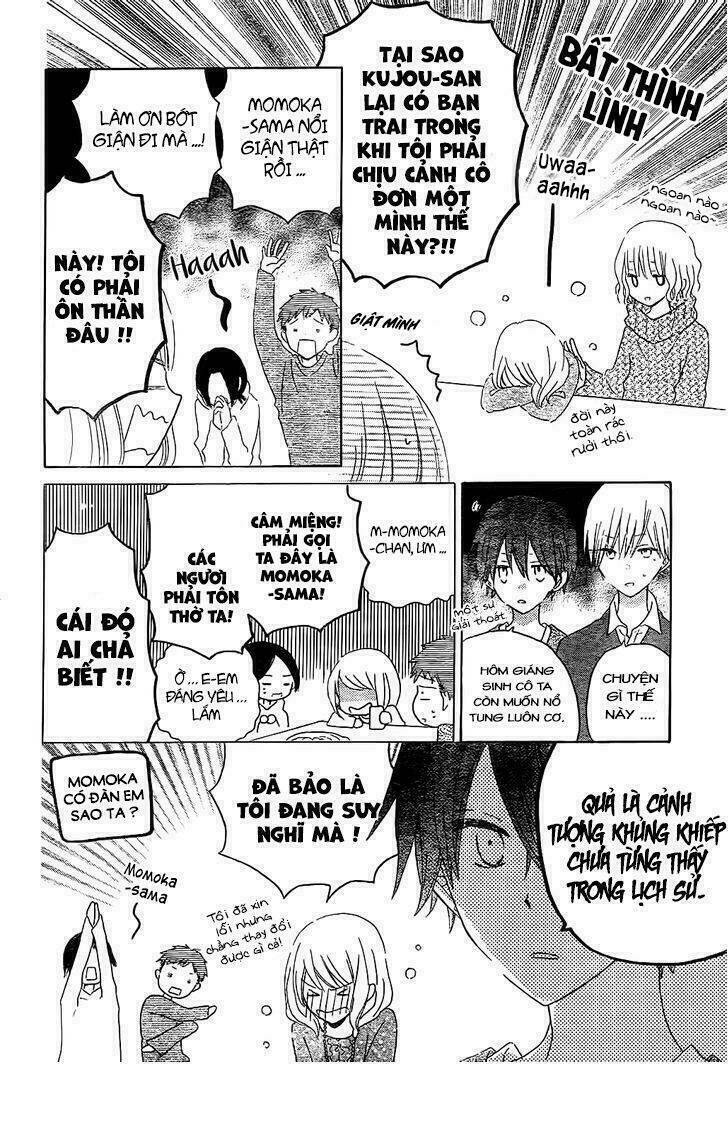 BẤT THÌNH
LÌNH
TẠI SAO
KUJOU-SAN
LẠI CÓ BẠN
TRAI TRONG
KHI TÔI PHẢI
CHỊU CẢNH CÔ
ĐƠN MỘT
MÌNH THẾ
NÀY?!!
Uwaa-
aahhh
ngoan nào
ngoan nào~
GIẬT MÌNH
đời này
toàn rác
rưởi thôi.
MOMOKA
-SAMA NỔI
GIẬN THẬT
RỒI ...
LÀM ƠN BỚT
GIẬN ĐI MÀ ...!
Haaah
NÀY! TÔI
CÓ PHẢI
ÔN THẦN
ĐÂU !!
CHUYỆN
GÌ THẾ
NÀY ....
một sự
giải thoát
HÔM GIÁNG
SINH CÔ TA
CÒN MUỐN NỔ
TUNG LUÔN CƠ.
M-MOMOKA
-CHAN, ƯM ...
CÂM MIỆNG!
PHẢI GỌI
TA ĐÂY LÀ
MOMOKA
-SAMA!
CÁC
NGƯƠI
PHẢI TÔN
THỜ TA!
Ờ ... E-EM
ĐÁNG YÊU ...
LẮM
CÁI ĐÓ
AI CHẢ
BIẾT !!
QUẢ LÀ CẢNH
TƯỢNG KHỦNG KHIẾP
CHƯA TỪNG THẤY
TRONG LỊCH SỬ..
ĐÃ BẢO LÀ
TÔI ĐANG SUY
NGHĨ MÀ !
MOMOKA
CÓ ĐÀN EM
SAO TA ?
Momoka
-sama
Tôi đã xin
lỗi nhưng
chẳng thay đổi
được gì cả!